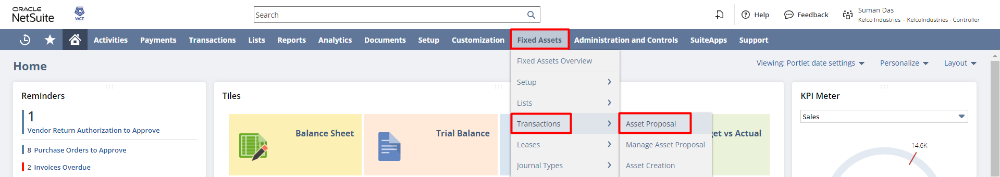 ORACLE
NetSuite
WCT
Search
Help
Feedback
Suman Das
Kelco Industries - KelcoIndustries - Controller
Activities Payments Transactions Lists Reports Analytics Documents Setup Customization Fixed Assets Administration and Controls SuiteApps Support
Home
Viewing: Portlet date settings Personalize Layout
Fixed Assets Overview
Setup
Lists
Transactions
Leases
Journal Types
Asset Proposal
Manage Asset Proposal
Asset Creation
Reminders
1
Vendor Return Authorization to Approve
8 Purchase Orders to Approve
2 Invoices Overdue
Tiles
Balance Sheet
Trial Balance
get vs Actual
KPI Meter
Sales
14.6K